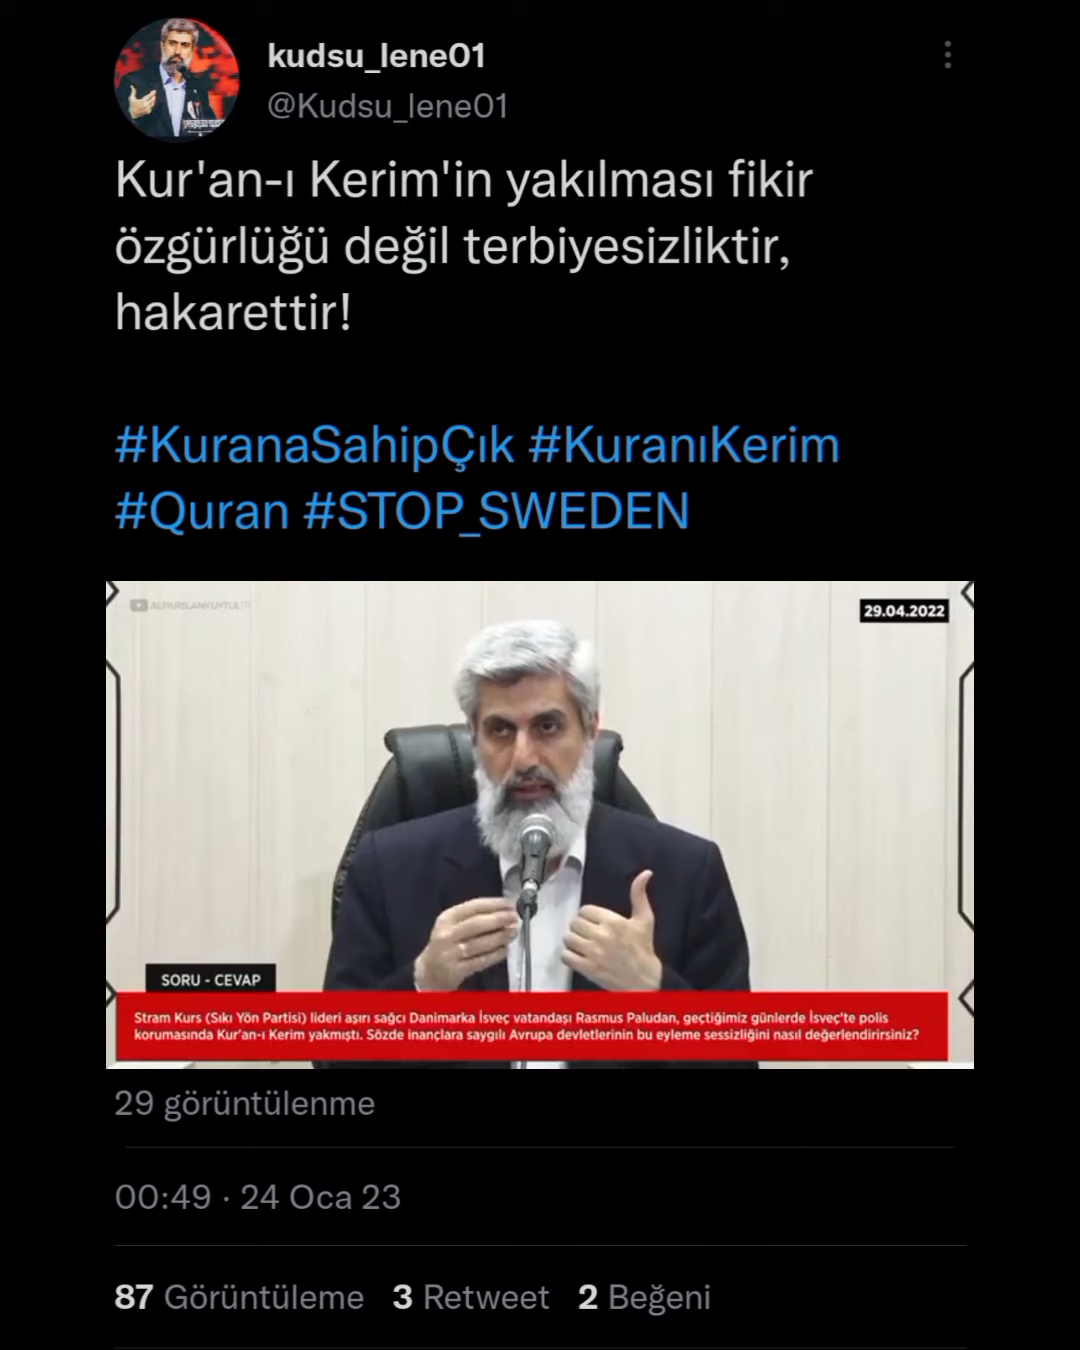 kudsu_lene01
@Kudsu_lene01
Kur'an-ı Kerim'in yakılması fikir
özgürlüğü değil terbiyesizliktir,
hakarettir!
#KuranaSahipÇık #KuranıKerim
#Quran #STOP_SWEDEN
ALPARSLANKUYTULTV
29.04.2022
SORU - CEVAP
Stram Kurs (Sıkı Yön Partisi) lideri aşırı sağcı Danimarka İsveç vatandaşı Rasmus Paludan, geçtiğimiz günlerde İsveç'te polis
korumasında Kur'an-ı Kerim yakmıştı. Sözde inançlara saygılı Avrupa devletlerinin bu eyleme sessizliğini nasıl değerlendirirsiniz?
29 görüntülenme
00:49 · 24 Oca 23
87 Görüntüleme 3 Retweet 2 Beğeni